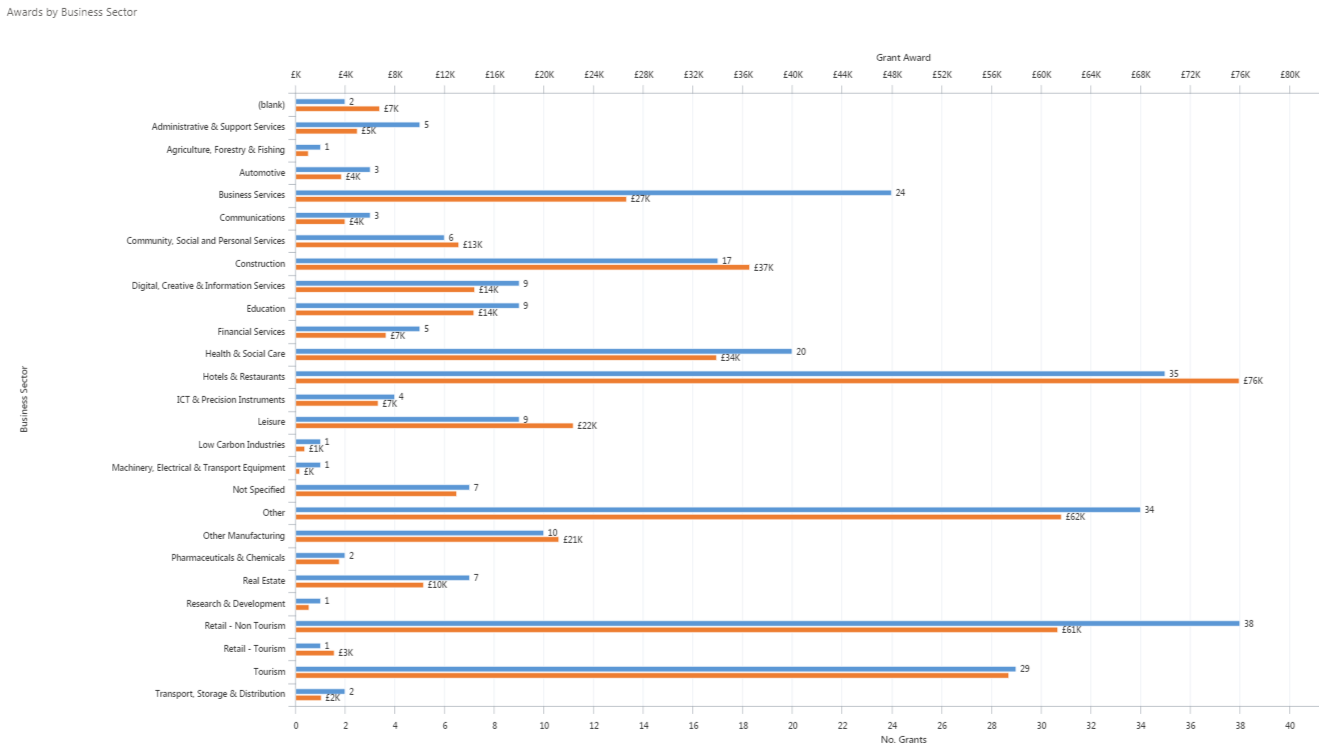 Awards by Business Sector
Grant Award
£K £4K £8K £12K £16K £20K £24K £28K £32K £36K £40K £44K £48K £52K £56K £60K £64K £68K £72K £76K £80K
(blank) 2
£7K
Administrative & Support Services 5
£5K
Agriculture, Forestry & Fishing 1
Automotive 3
£4K
Business Services 24
£27K
Communications 3
£4K
Community, Social and Personal Services 6
£13K
Construction 17
£37K
Digital, Creative & Information Services 9
£14K
Education 9
£14K
Financial Services 5
£7K
Health & Social Care 20
£34K
Hotels & Restaurants 35
£76K
ICT & Precision Instruments 4
£7K
Leisure 9
£22K
Low Carbon Industries 1
£1K
Machinery, Electrical & Transport Equipment 1
£K
Not Specified 7
Other 34
£62K
Other Manufacturing 10
£21K
Pharmaceuticals & Chemicals 2
Real Estate 7
£10K
Research & Development 1
Retail - Non Tourism 38
£61K
Retail - Tourism 1
£3K
Tourism 29
Transport, Storage & Distribution 2
£2K
0 2 4 6 8 10 12 14 16 18 20 22 24 26 28 30 32 34 36 38 40
No. Grants
Business Sector